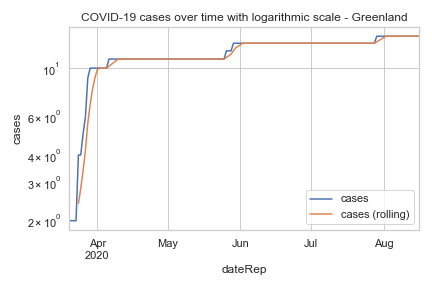 COVID-19 cases over time with logarithmic scale - Greenland
10¹
6 × 10⁰
4 × 10⁰
3 × 10⁰
2 × 10⁰
cases
cases
cases (rolling)
Apr
2020
May
Jun
Jul
Aug
dateRep